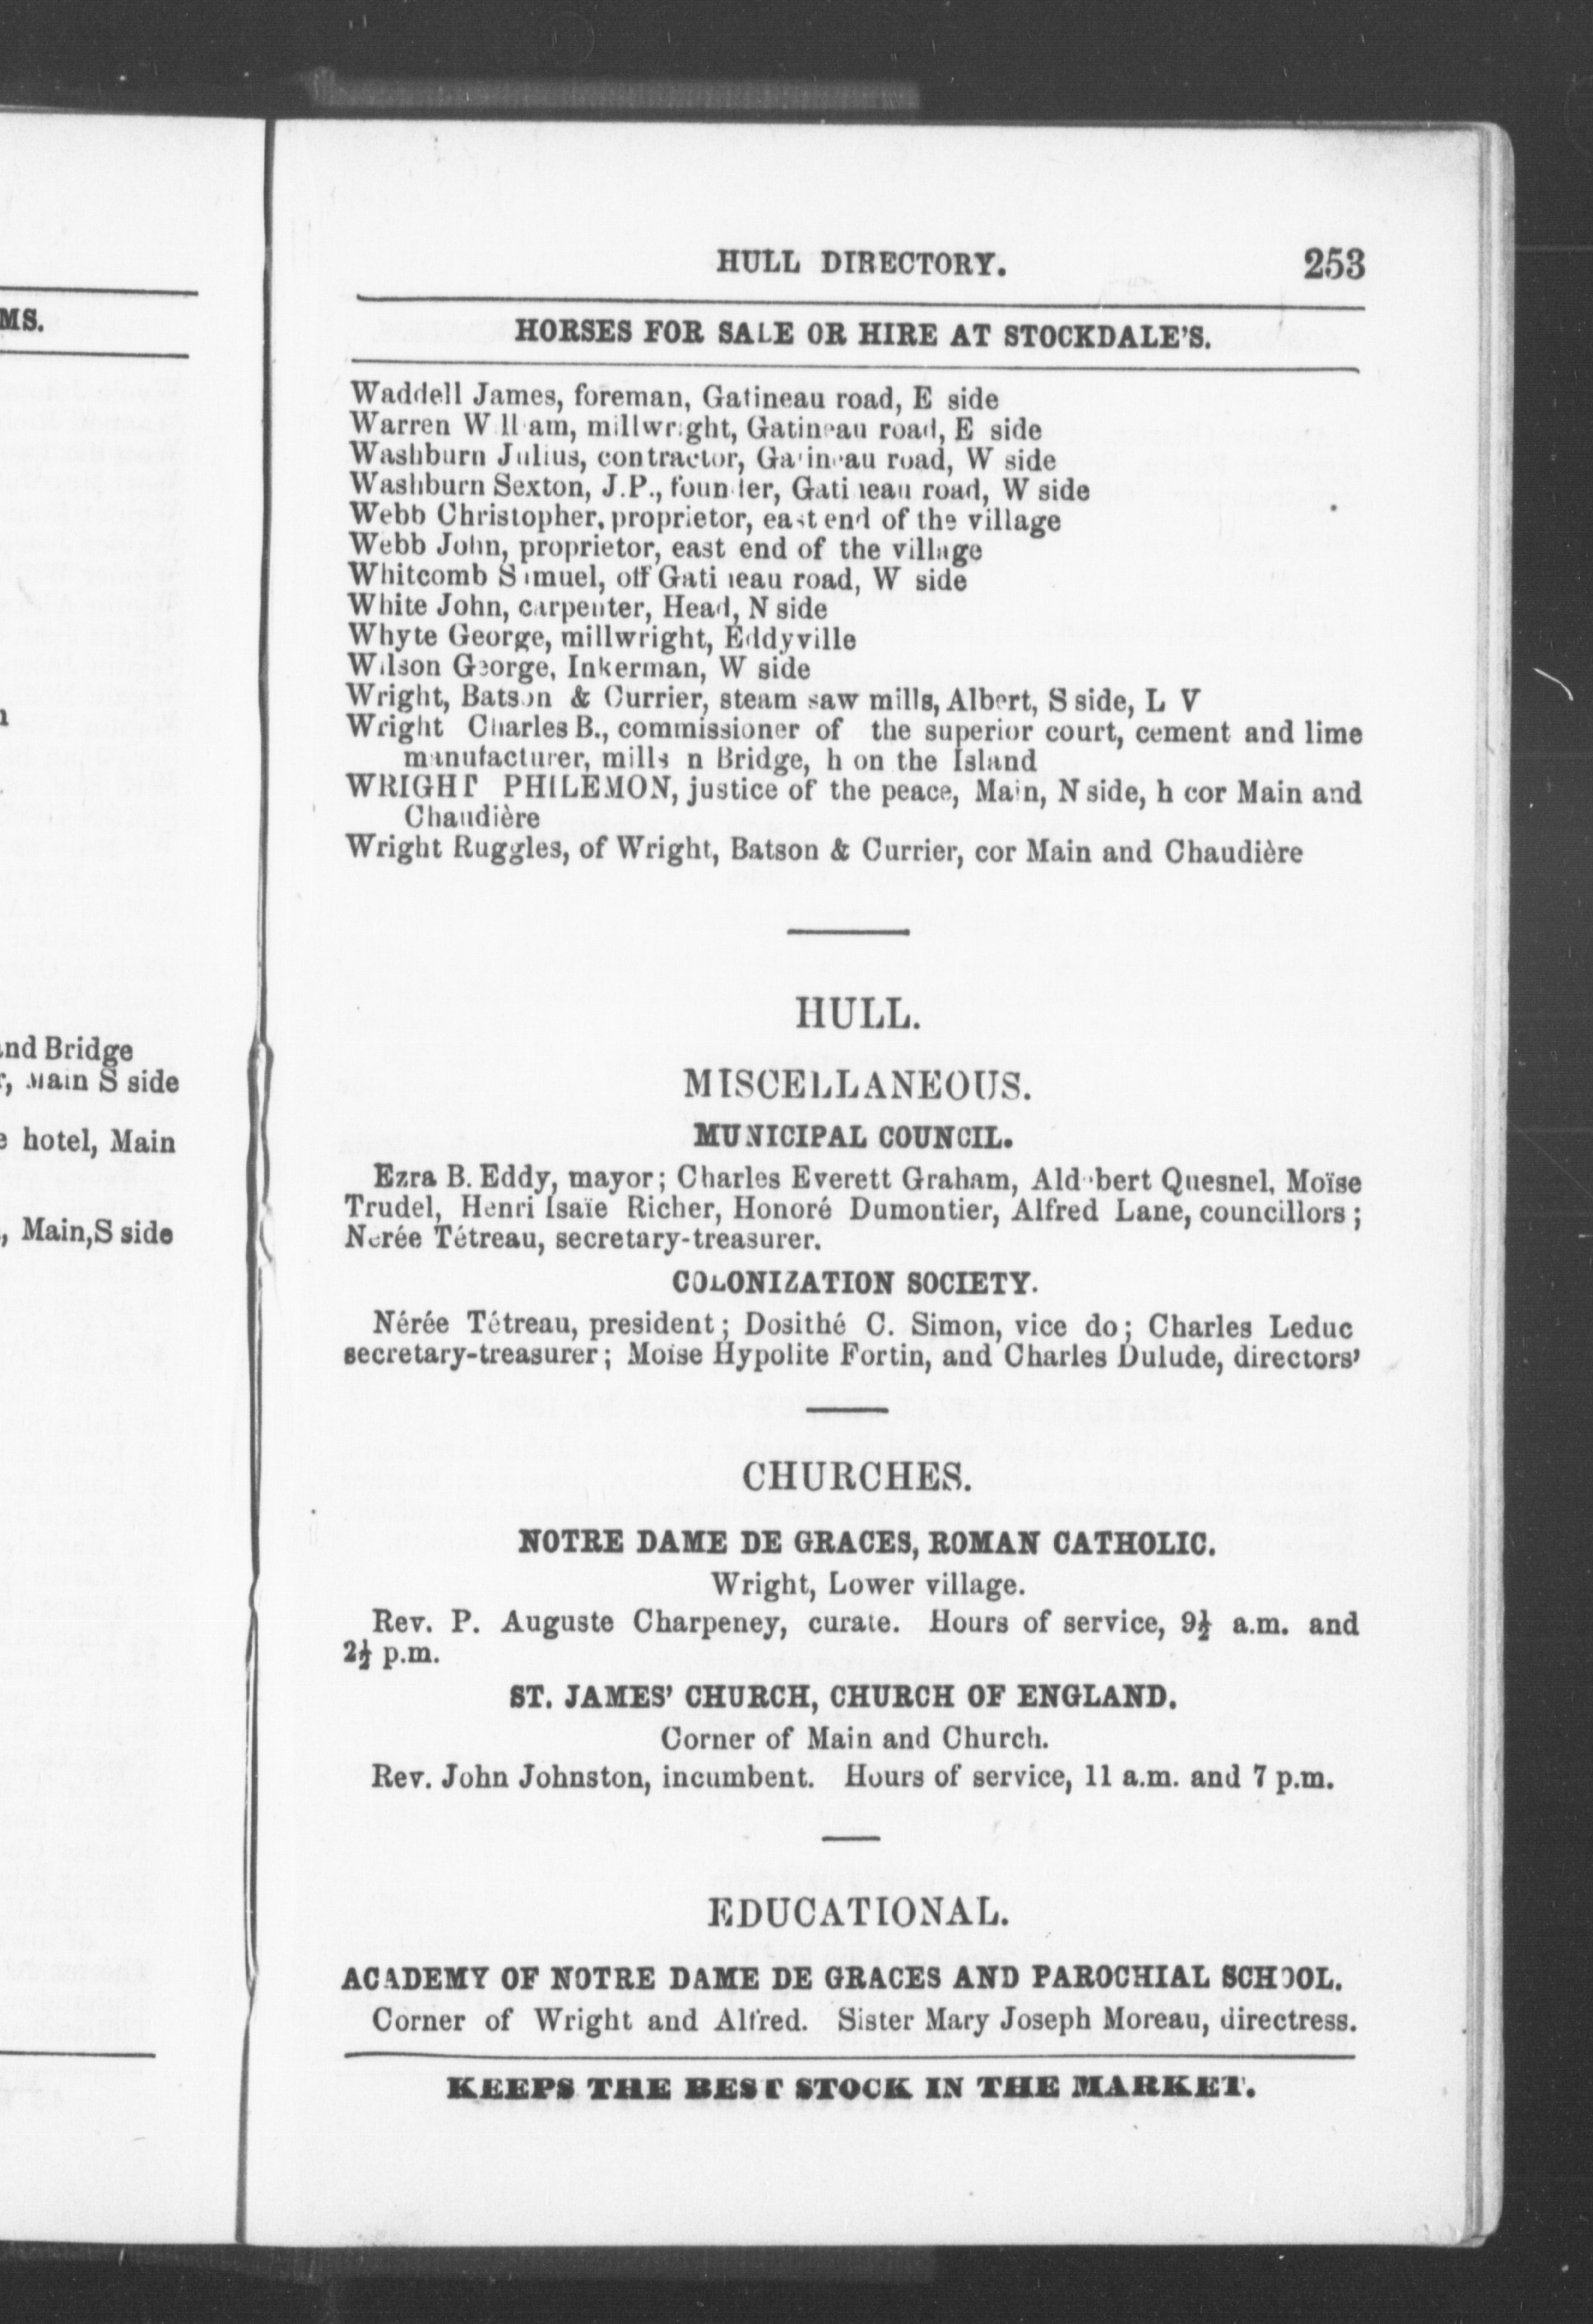 MS.
and Bridge
r, Main S side
e hotel, Main
, Main, S side
HULL DIRECTORY. 253
HORSES FOR SALE OR HIRE AT STOCKDALE'S.
Waddell James, foreman, Gatineau road, E side
Warren William, millwright, Gatineau road, E side
Washburn Julius, contractor, Gatineau road, W side
Washburn Sexton, J.P., founder, Gatineau road, W side
Webb Christopher, proprietor, east end of the village
Webb John, proprietor, east end of the village
Whitcomb Samuel, off Gatineau road, W side
White John, carpenter, Head, N side
Whyte George, millwright, Eddyville
Wilson George, Inkerman, W side
Wright, Batson & Currier, steam saw mills, Albert, S side, L V
Wright Charles B., commissioner of the superior court, cement and lime
manufacturer, mills n Bridge, h on the Island
WRIGHT PHILEMON, justice of the peace, Main, N side, h cor Main and
Chaudière
Wright Ruggles, of Wright, Batson & Currier, cor Main and Chaudière
HULL.
MISCELLANEOUS.
MUNICIPAL COUNCIL.
Ezra B. Eddy, mayor; Charles Everett Graham, Aldebert Quesnel, Moïse
Trudel, Henri Isaïe Richer, Honoré Dumontier, Alfred Lane, councillors;
Nerée Tétreau, secretary-treasurer.
COLONIZATION SOCIETY.
Nérée Tétreau, president; Dosithé C. Simon, vice do; Charles Leduc
secretary-treasurer; Moise Hypolite Fortin, and Charles Dulude, directors'
CHURCHES.
NOTRE DAME DE GRACES, ROMAN CATHOLIC.
Wright, Lower village.
Rev. P. Auguste Charpeney, curate. Hours of service, 9½ a.m. and
2½ p.m.
ST. JAMES' CHURCH, CHURCH OF ENGLAND.
Corner of Main and Church.
Rev. John Johnston, incumbent. Hours of service, 11 a.m. and 7 p.m.
EDUCATIONAL.
ACADEMY OF NOTRE DAME DE GRACES AND PAROCHIAL SCHOOL.
Corner of Wright and Alfred. Sister Mary Joseph Moreau, directress.
KEEPS THE BEST STOCK IN THE MARKET.